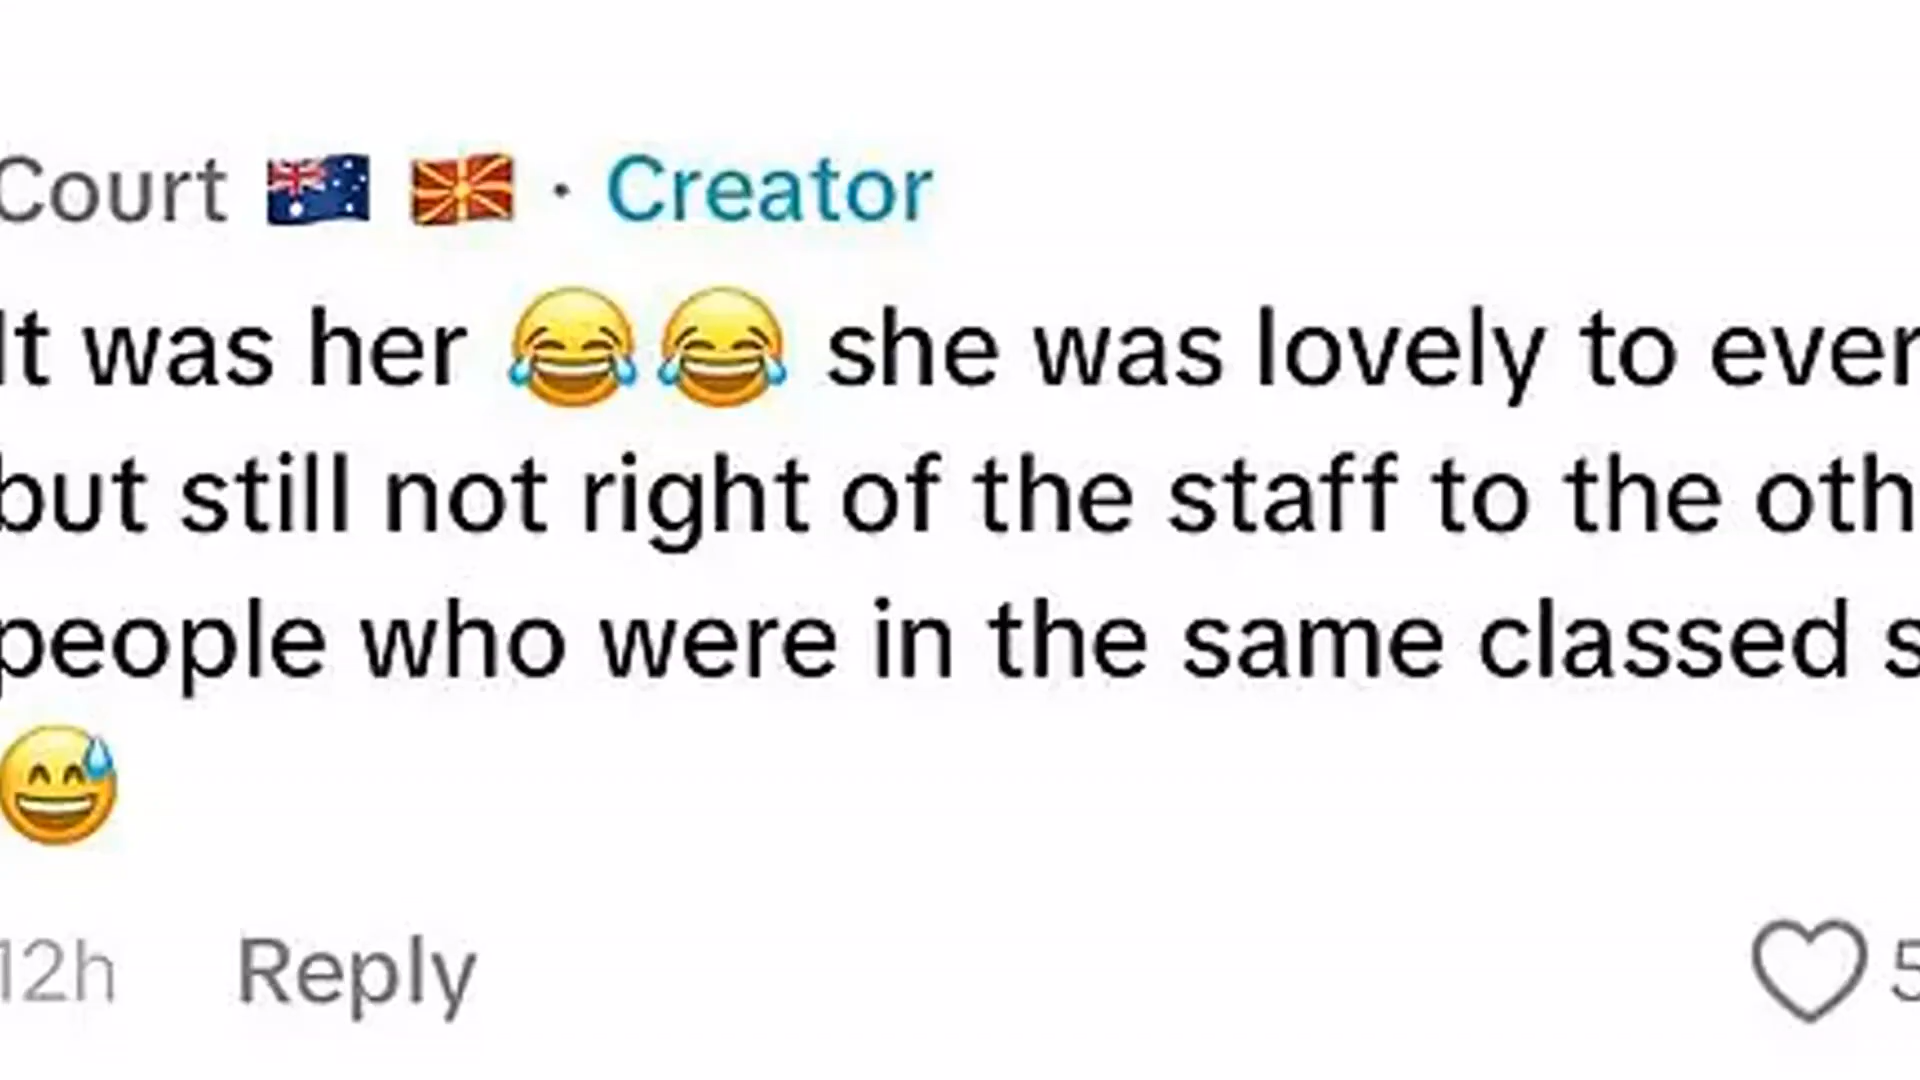 Court 🇦🇺 🇲🇰 · Creator
It was her 😂😂 she was lovely to ever
but still not right of the staff to the oth
people who were in the same classed s
😅
12h Reply 5